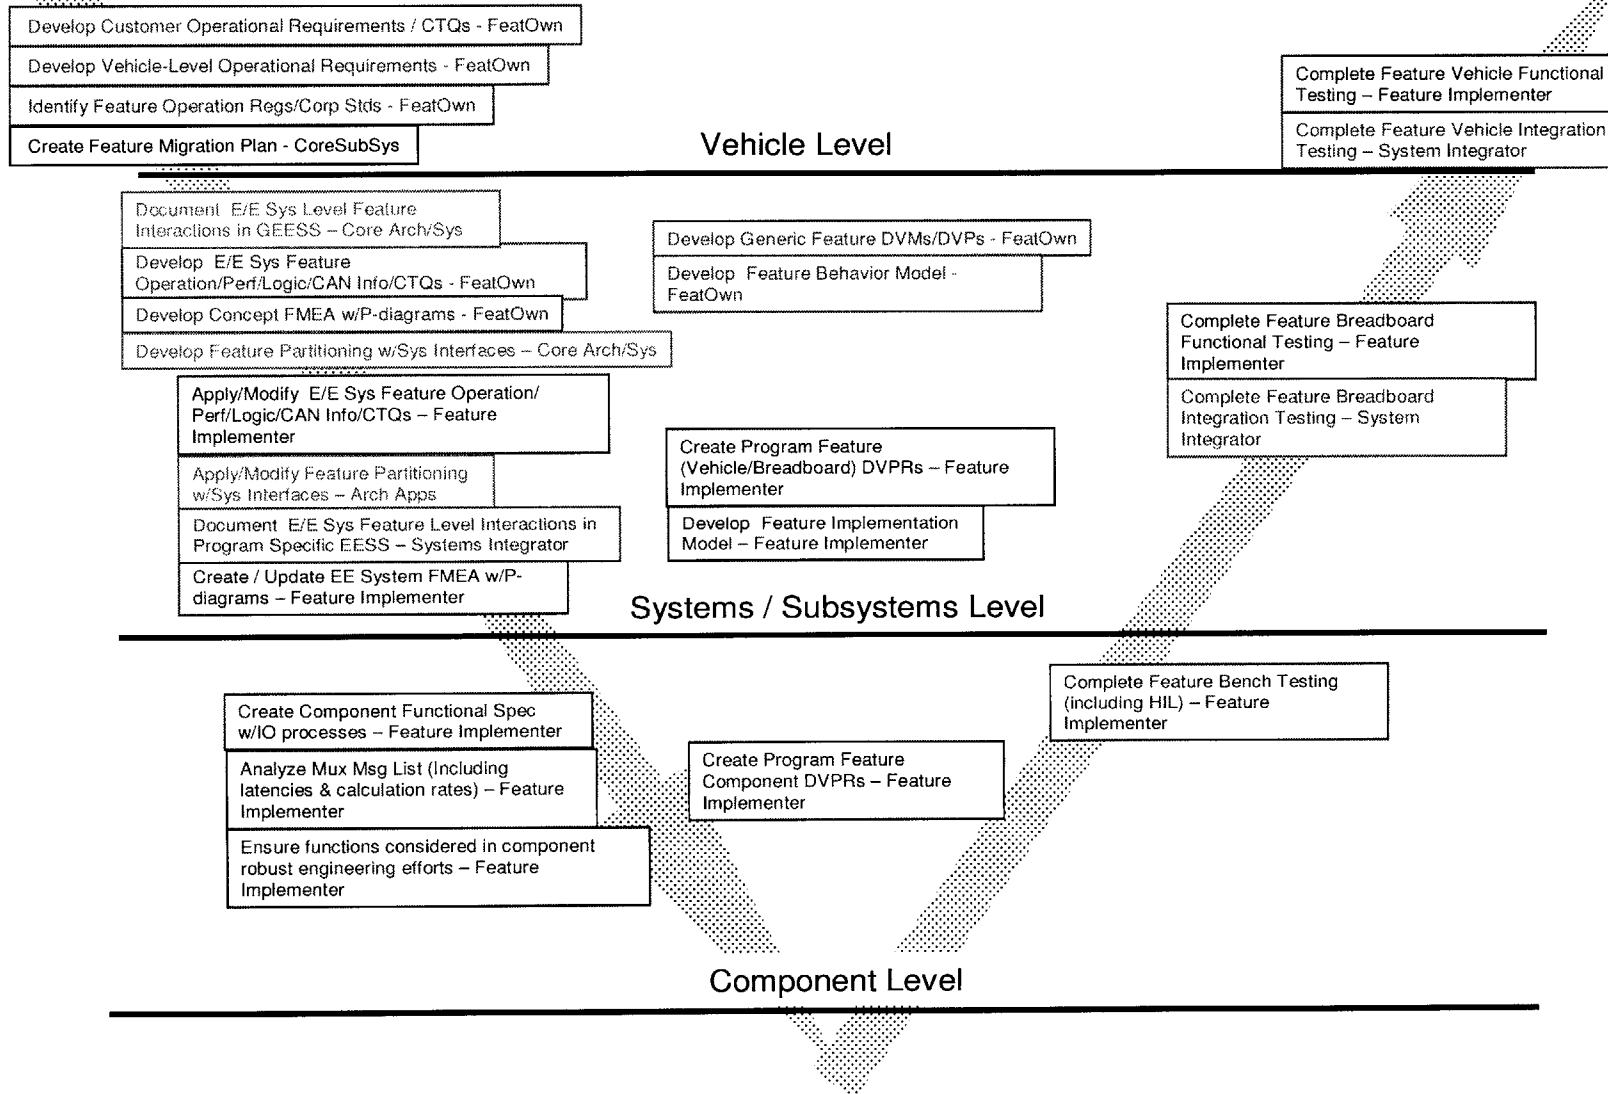 Develop Customer Operational Requirements / CTQs - FeatOwn
Develop Vehicle-Level Operational Requirements - FeatOwn
Identify Feature Operation Regs/Corp Stds - FeatOwn
Create Feature Migration Plan - CoreSubSys
Complete Feature Vehicle Functional
Testing – Feature Implementer
Complete Feature Vehicle Integration
Testing – System Integrator
Vehicle Level
Document E/E Sys Level Feature
Interactions in GEESS – Core Arch/Sys
Develop E/E Sys Feature
Operation/Perf/Logic/CAN Info/CTQs - FeatOwn
Develop Concept FMEA w/P-diagrams - FeatOwn
Develop Feature Partitioning w/Sys Interfaces – Core Arch/Sys
Develop Generic Feature DVMs/DVPs - FeatOwn
Develop Feature Behavior Model -
FeatOwn
Complete Feature Breadboard
Functional Testing – Feature
Implementer
Complete Feature Breadboard
Integration Testing – System
Integrator
Apply/Modify E/E Sys Feature Operation/
Perf/Logic/CAN Info/CTQs – Feature
Implementer
Apply/Modify Feature Partitioning
w/Sys Interfaces – Arch Apps
Document E/E Sys Feature Level Interactions in
Program Specific EESS – Systems Integrator
Create / Update EE System FMEA w/P-
diagrams – Feature Implementer
Create Program Feature
(Vehicle/Breadboard) DVPRs – Feature
Implementer
Develop Feature Implementation
Model – Feature Implementer
Systems / Subsystems Level
Create Component Functional Spec
w/IO processes – Feature Implementer
Analyze Mux Msg List (Including
latencies & calculation rates) – Feature
Implementer
Ensure functions considered in component
robust engineering efforts – Feature
Implementer
Create Program Feature
Component DVPRs – Feature
Implementer
Complete Feature Bench Testing
(including HIL) – Feature
Implementer
Component Level